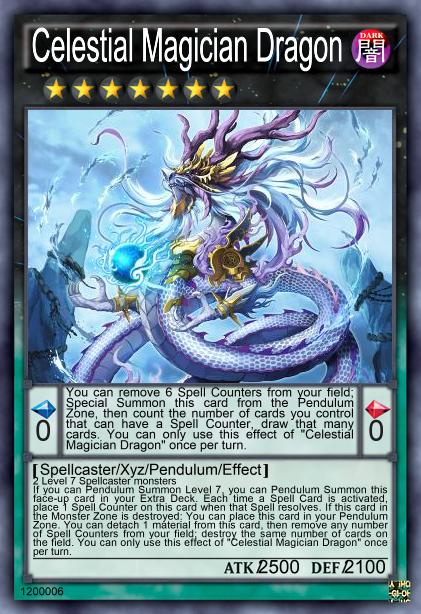 Celestial Magician Dragon
DARK
闇
You can remove 6 Spell Counters from your field;
Special Summon this card from the Pendulum
Zone, then count the number of cards you control
that can have a Spell Counter, draw that many
cards. You can only use this effect of "Celestial
Magician Dragon" once per turn.
0
0
[Spellcaster/Xyz/Pendulum/Effect]
2 Level 7 Spellcaster monsters
If you can Pendulum Summon Level 7, you can Pendulum Summon this
face-up card in your Extra Deck. Each time a Spell Card is activated,
place 1 Spell Counter on this card when that Spell resolves. If this card in
the Monster Zone is destroyed: You can place this card in your Pendulum
Zone. You can detach 1 material from this card, then remove any number
of Spell Counters from your field; destroy the same number of cards on
the field. You can only use this effect of "Celestial Magician Dragon" once
per turn.
ATK 2500 DEF 2100
1200006